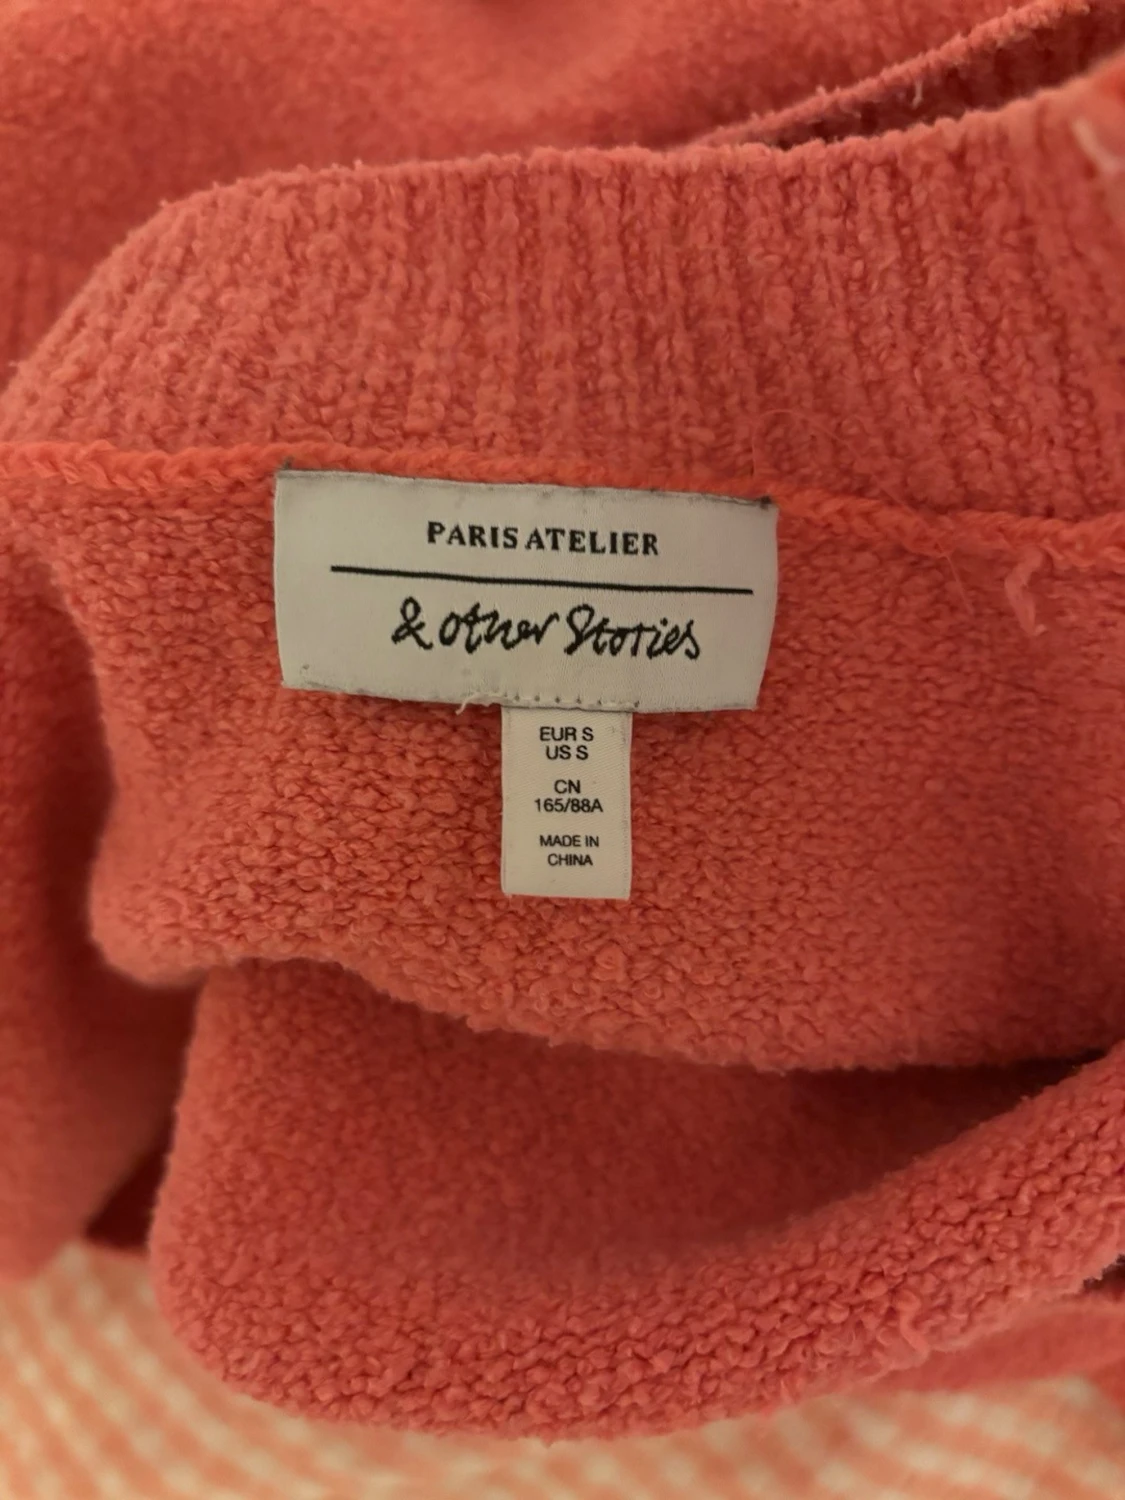 PARIS ATELIER
& other Stories
EUR S
US S
CN
165/88A
MADE IN
CHINA